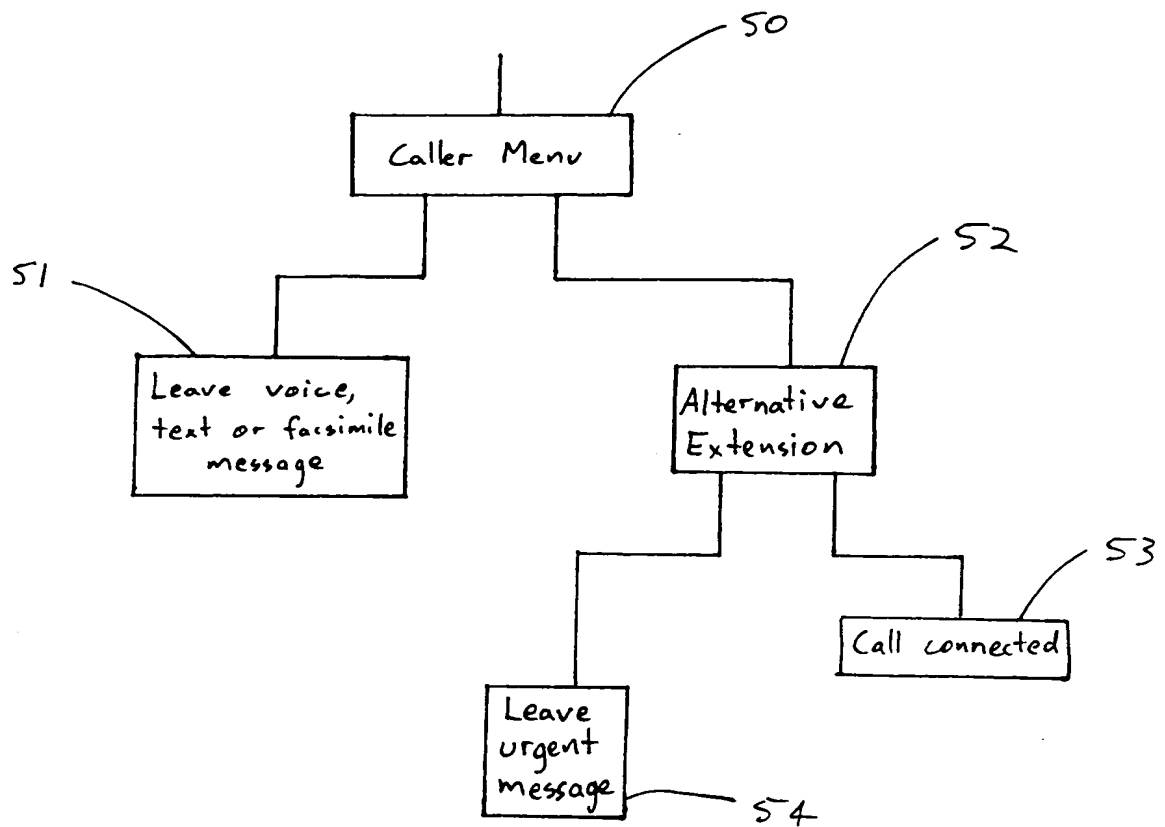 50
Caller Menu
51
52
Leave voice,
text or facsimile
message
Alternative
Extension
53
Call connected
Leave
urgent
message
54